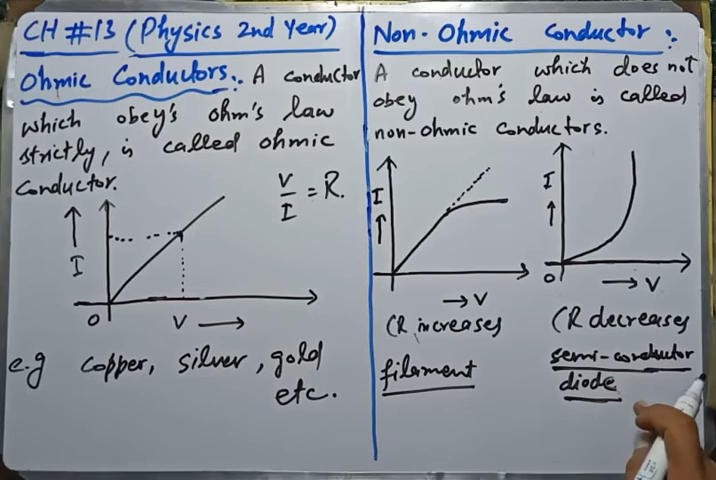 CH #13 (Physics 2nd Year)
Ohmic Conductors:. A conductor
which obey's ohm's law
strictly, is called ohmic
Conductor.
V/I = R.
I
O
V
e.g copper, silver, gold
etc.
Non-Ohmic Conductor :
A conductor which does not
obey ohm's law is called
non-ohmic conductors.
I
V
(R increases
filament
I
O
V
(R decreases
semi-conductor
diode